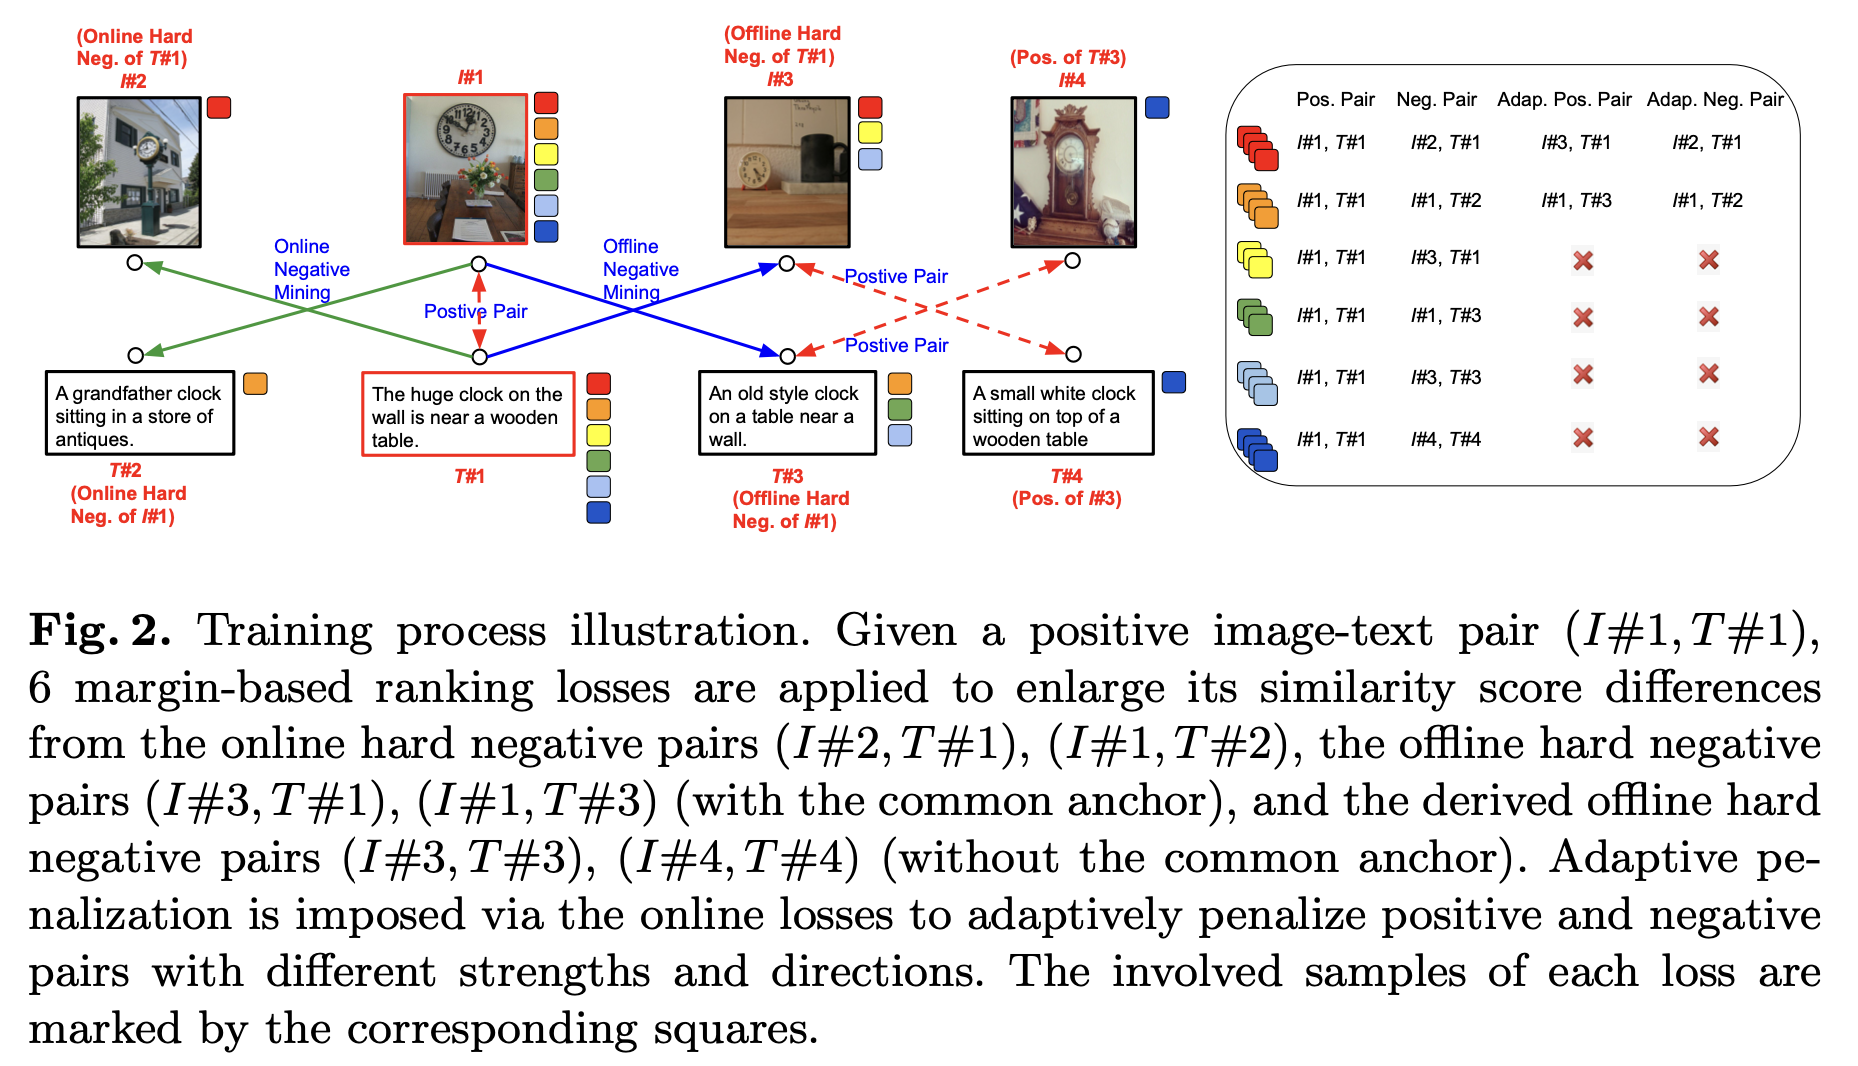 (Online Hard
Neg. of T#1)
I#2
I#1
(Offline Hard
Neg. of T#1)
I#3
(Pos. of T#3)
I#4
Online
Negative
Mining
Postive Pair
Offline
Negative
Mining
Postive Pair
Postive Pair
A grandfather clock
sitting in a store of
antiques.
The huge clock on the
wall is near a wooden
table.
An old style clock
on a table near a
wall.
A small white clock
sitting on top of a
wooden table
T#2
(Online Hard
Neg. of I#1)
T#1
T#3
(Offline Hard
Neg. of I#1)
T#4
(Pos. of I#3)
Pos. Pair Neg. Pair Adap. Pos. Pair Adap. Neg. Pair
I#1, T#1 I#2, T#1 I#3, T#1 I#2, T#1
I#1, T#1 I#1, T#2 I#1, T#3 I#1, T#2
I#1, T#1 I#3, T#1
I#1, T#1 I#1, T#3
I#1, T#1 I#3, T#3
I#1, T#1 I#4, T#4
Fig. 2. Training process illustration. Given a positive image-text pair (I#1, T#1),
6 margin-based ranking losses are applied to enlarge its similarity score differences
from the online hard negative pairs (I#2, T#1), (I#1, T#2), the offline hard negative
pairs (I#3, T#1), (I#1, T#3) (with the common anchor), and the derived offline hard
negative pairs (I#3, T#3), (I#4, T#4) (without the common anchor). Adaptive pe-
nalization is imposed via the online losses to adaptively penalize positive and negative
pairs with different strengths and directions. The involved samples of each loss are
marked by the corresponding squares.